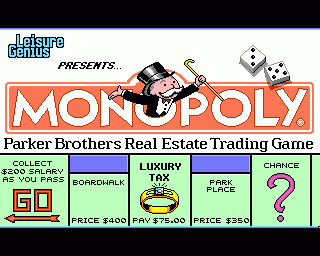 Leisure
Genius
PRESENTS...
MONOPOLY®
Parker Brothers Real Estate Trading Game
COLLECT
$200 SALARY
AS YOU PASS
GO
BOARDWALK
PRICE $400
LUXURY
TAX
PAY $75.00
PARK
PLACE
PRICE $350
CHANCE
?